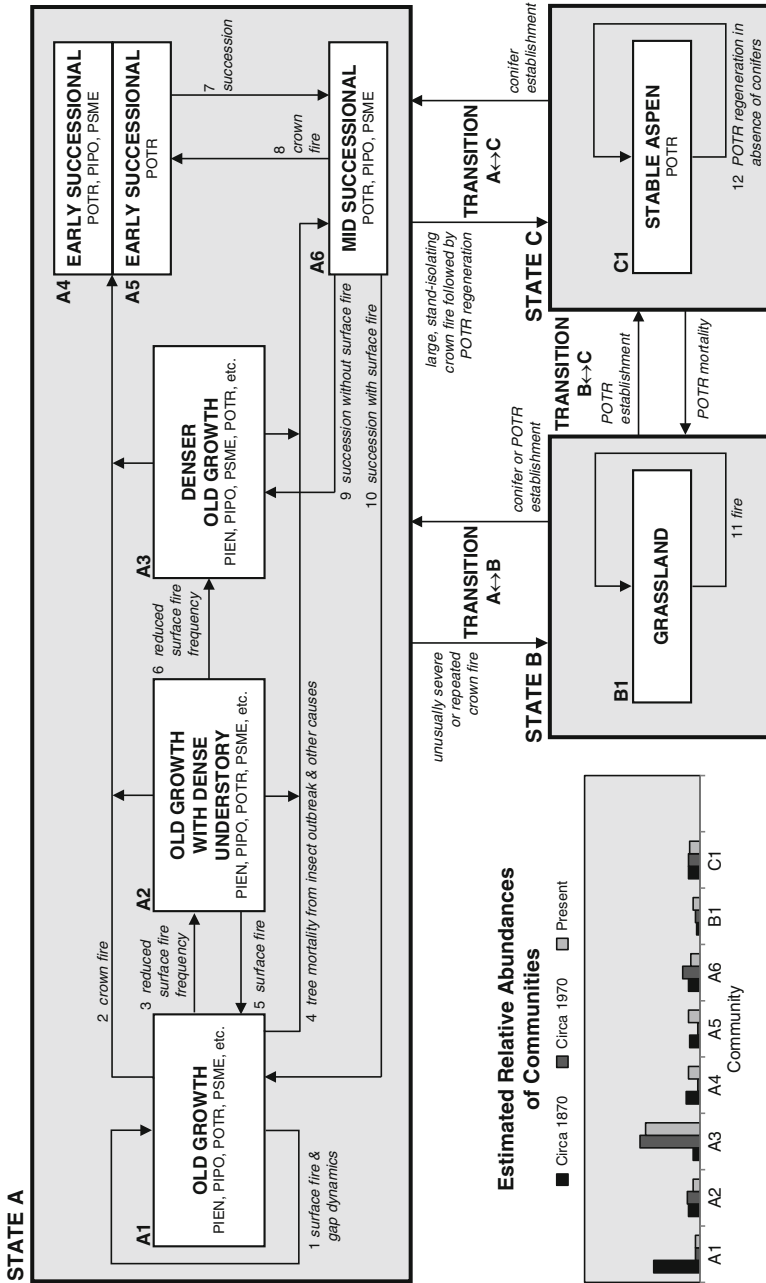 STATE A
A1
OLD GROWTH
PIEN, PIPO, POTR, PSME, etc.
1 surface fire &
gap dynamics
2 crown fire
3 reduced
surface fire
frequency
5 surface fire
4 tree mortality from insect outbreak & other causes
A2
OLD GROWTH
WITH DENSE
UNDERSTORY
PIEN, PIPO, POTR, PSME, etc.
6 reduced
surface fire
frequency
A3
DENSER
OLD GROWTH
PIEN, PIPO, PSME, POTR, etc.
9 succession without surface fire
10 succession with surface fire
A4
EARLY SUCCESSIONAL
POTR, PIPO, PSME
A5
EARLY SUCCESSIONAL
POTR
7
succession
8 crown
fire
A6
MID SUCCESSIONAL
POTR, PIPO, PSME
unusually severe
or repeated
crown fire
TRANSITION
A↔B
conifer or POTR
establishment
large, stand-isolating
crown fire followed by
POTR regeneration
TRANSITION
A↔C
conifer
establishment
STATE B
B1
GRASSLAND
11 fire
TRANSITION
B↔C
POTR
establishment
POTR mortality
STATE C
C1
STABLE ASPEN
POTR
12 POTR regeneration in
absence of conifers
Estimated Relative Abundances
of Communities
Circa 1870 Circa 1970 Present
A1 A2 A3 A4 A5 A6 B1 C1
Community